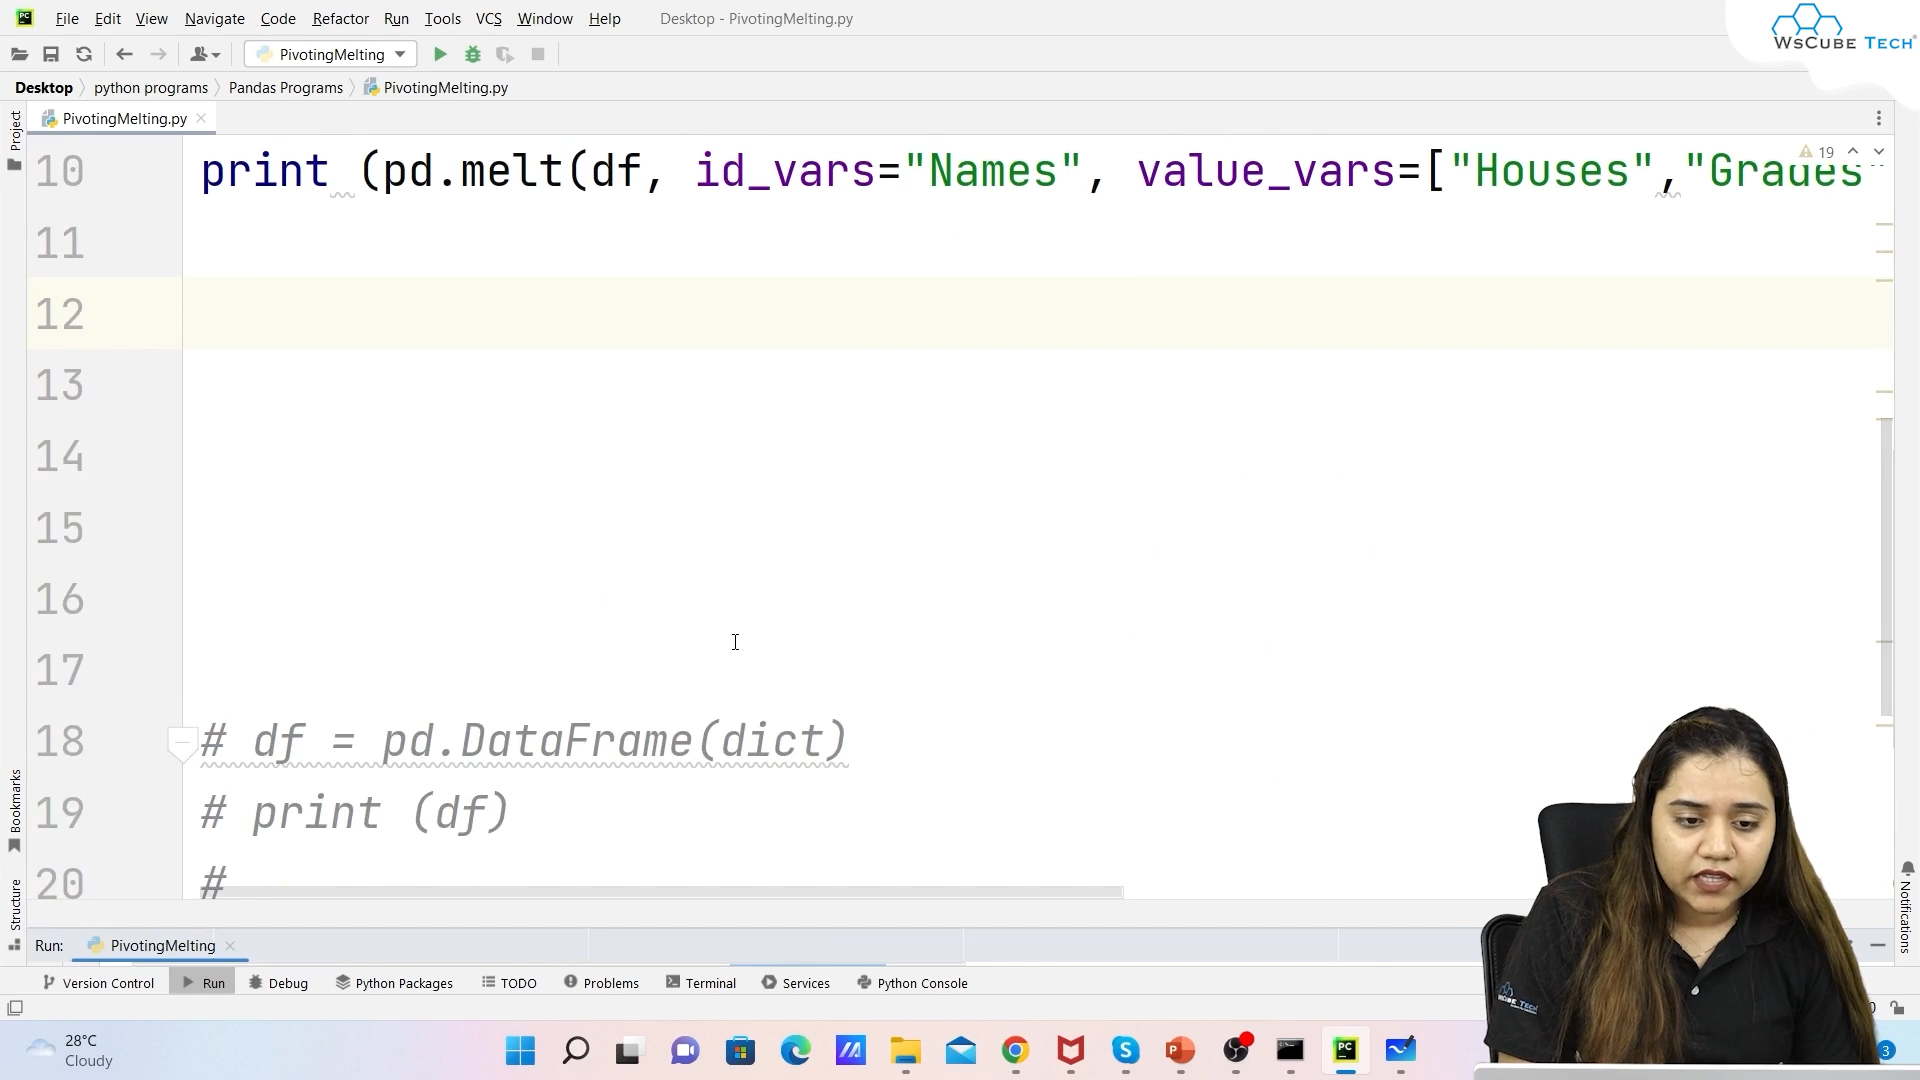 File Edit View Navigate Code Refactor Run Tools VCS Window Help Desktop - PivotingMelting.py
WSCUBE TECH
PivotingMelting
Desktop python programs Pandas Programs PivotingMelting.py
PivotingMelting.py
Project
19
10 print (pd.melt(df, id_vars="Names", value_vars=["Houses","Grades"
11
12
13
14
15
16
17
18 # df = pd.DataFrame(dict)
19 # print (df)
20 #
Bookmarks
Structure
Notifications
Run: PivotingMelting
Version Control Run Debug Python Packages TODO Problems Terminal Services Python Console
28°C
Cloudy
3